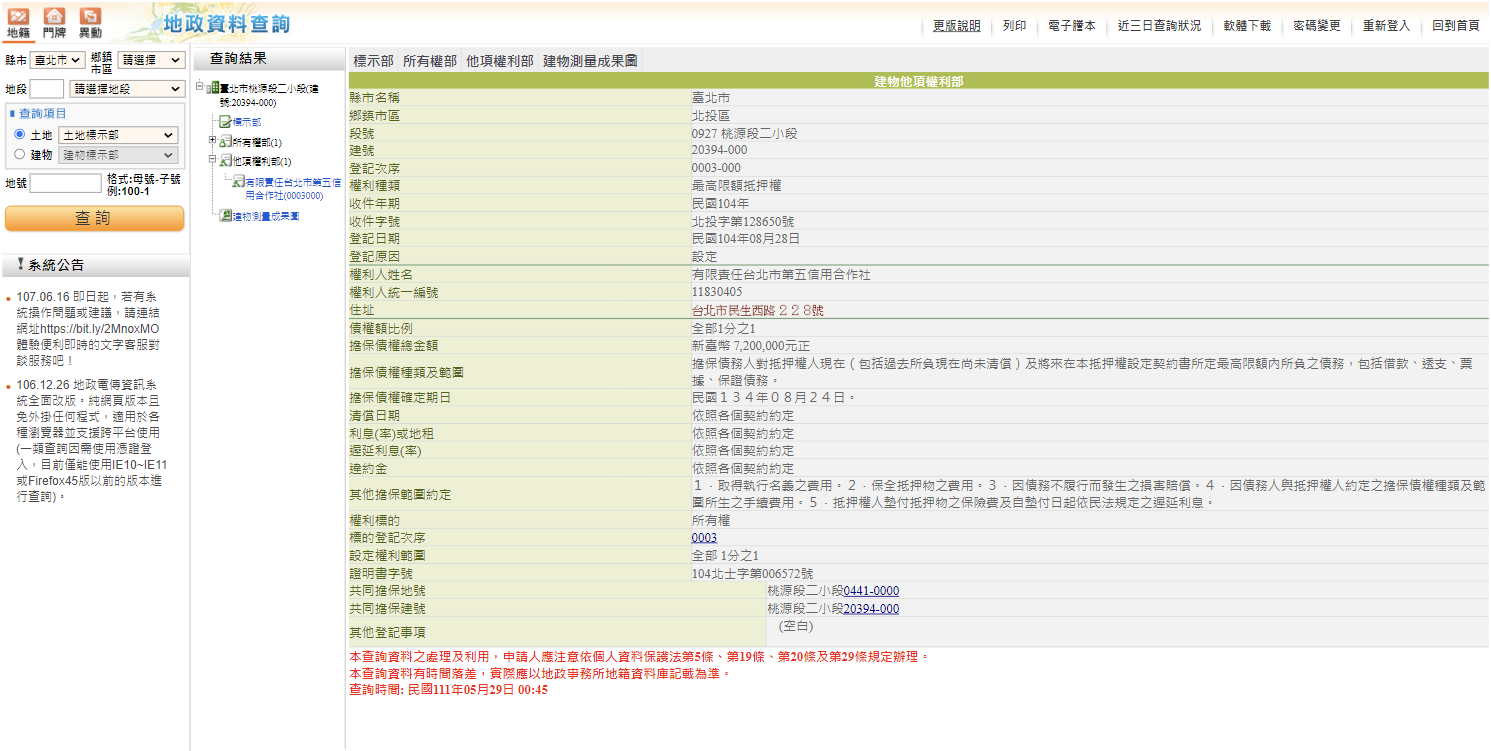 地籍 門牌 異動
地政資料查詢
更版說明 列印 電子謄本 近三日查詢狀況 軟體下載 密碼變更 重新登入 回到首頁
縣市 臺北市 鄉鎮市區 請選擇
地段 請選擇地段
查詢項目
土地 土地標示部
建物 建物標示部
地號 格式:母號-子號
例:100-1
查詢
系統公告
107.06.16 即日起，若有系
統操作問題或建議，請連結
網址https://bit.ly/2MnoxMO
體驗便利即時的文字客服對
談服務吧！
106.12.26 地政電傳資訊系
統全面改版。純網頁版本且
免外掛任何程式，適用於各
種瀏覽器並支援跨平台使用
(一類查詢因需使用憑證登
入，目前僅能使用IE10~IE11
或Firefox45版以前的版本進
行查詢)。
查詢結果
臺北市桃源段二小段(建
號:20394-000)
標示部
所有權部(1)
他項權利部(1)
有限責任台北市第五信
用合作社(0003000)
建物測量成果圖
標示部 所有權部 他項權利部 建物測量成果圖
建物他項權利部
縣市名稱 臺北市
鄉鎮市區 北投區
段號 0927 桃源段二小段
建號 20394-000
登記次序 0003-000
權利種類 最高限額抵押權
收件年期 民國104年
收件字號 北投字第128650號
登記日期 民國104年08月28日
登記原因 設定
權利人姓名 有限責任台北市第五信用合作社
權利人統一編號 11830405
住址 台北市民生西路２２８號
債權額比例 全部1分之1
擔保債權總金額 新臺幣 7,200,000元正
擔保債權種類及範圍 擔保債務人對抵押權人現在（包括過去所負現在尚未清償）及將來在本抵押權設定契約書所定最高限額內所負之債務，包括借款、透支、票
據、保證債務。
擔保債權確定期日 民國１３４年０８月２４日。
清償日期 依照各個契約約定
利息(率)或地租 依照各個契約約定
遲延利息(率) 依照各個契約約定
違約金 依照各個契約約定
其他擔保範圍約定 １．取得執行名義之費用。２．保全抵押物之費用。３．因債務不履行而發生之損害賠償。４．因債務人與抵押權人約定之擔保債權種類及範
圍所生之手續費用。５．抵押權人墊付抵押物之保險費及自墊付日起依民法規定之遲延利息。
權利標的 所有權
標的登記次序 0003
設定權利範圍 全部 1分之1
證明書字號 104北士字第006572號
共同擔保地號 桃源段二小段0441-0000
共同擔保建號 桃源段二小段20394-000
其他登記事項 (空白)
本查詢資料之處理及利用，申請人應注意依個人資料保護法第5條、第19條、第20條及第29條規定辦理。
本查詢資料有時間落差，實際應以地政事務所地籍資料庫記載為準。
查詢時間: 民國111年05月29日 00:45